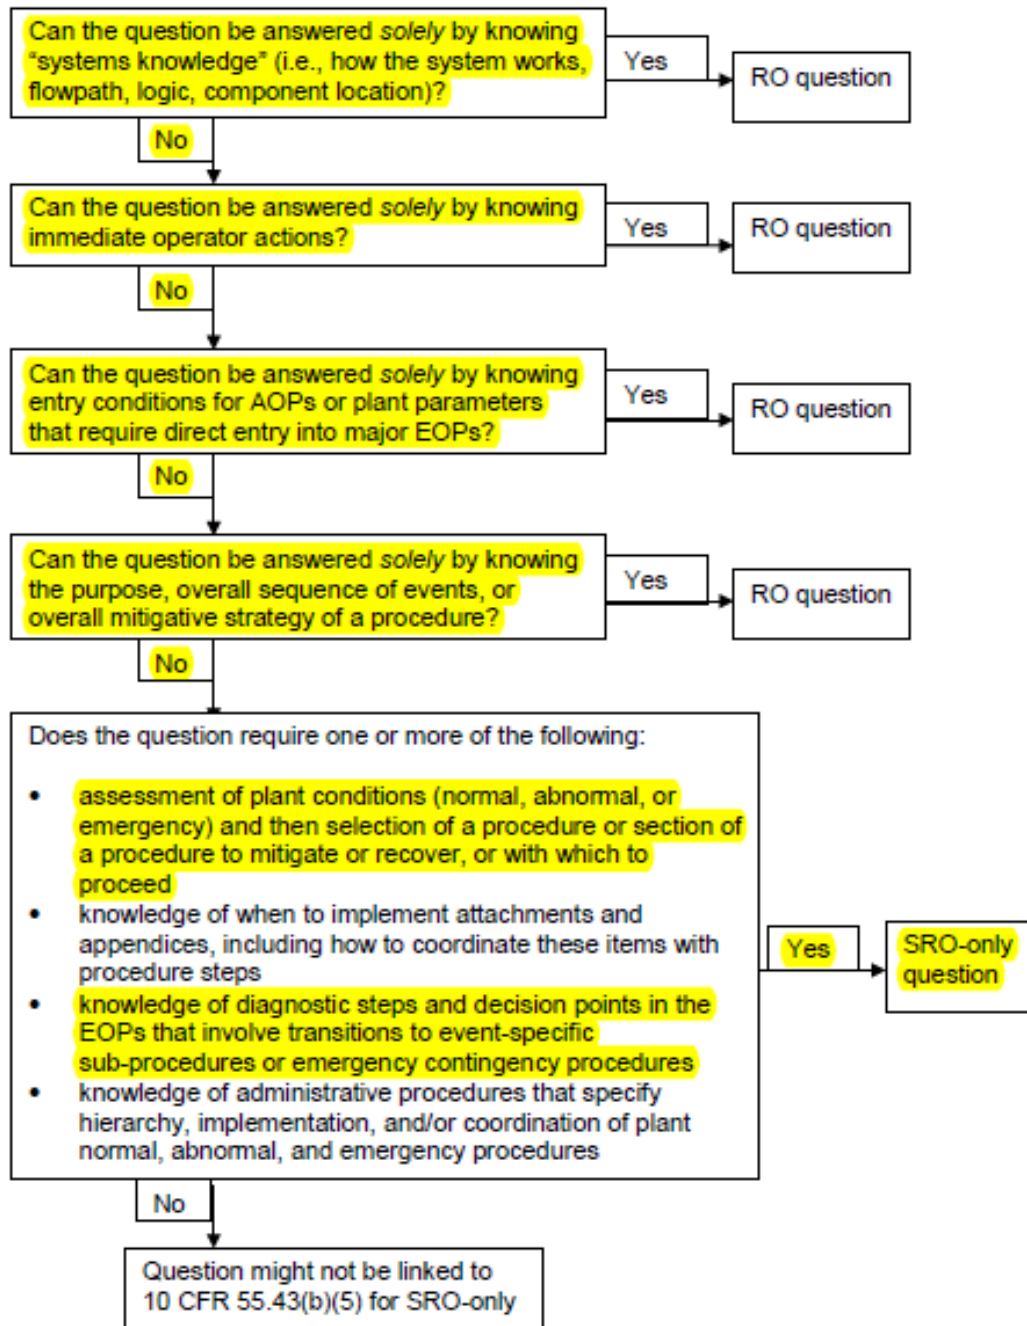 Can the question be answered solely by knowing
"systems knowledge" (i.e., how the system works,
flowpath, logic, component location)?
Yes
RO question
No
Can the question be answered solely by knowing
immediate operator actions?
Yes
RO question
No
Can the question be answered solely by knowing
entry conditions for AOPs or plant parameters
that require direct entry into major EOPs?
Yes
RO question
No
Can the question be answered solely by knowing
the purpose, overall sequence of events, or
overall mitigative strategy of a procedure?
Yes
RO question
No
Does the question require one or more of the following:
• assessment of plant conditions (normal, abnormal, or
emergency) and then selection of a procedure or section of
a procedure to mitigate or recover, or with which to
proceed
• knowledge of when to implement attachments and
appendices, including how to coordinate these items with
procedure steps
• knowledge of diagnostic steps and decision points in the
EOPs that involve transitions to event-specific
sub-procedures or emergency contingency procedures
• knowledge of administrative procedures that specify
hierarchy, implementation, and/or coordination of plant
normal, abnormal, and emergency procedures
Yes
SRO-only
question
No
Question might not be linked to
10 CFR 55.43(b)(5) for SRO-only